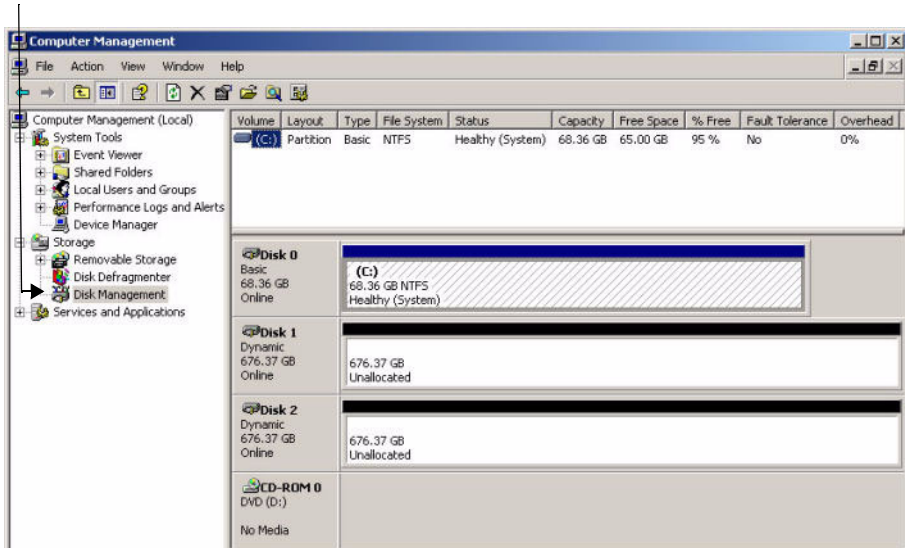 Computer Management
File Action View Window Help
Computer Management (Local)
System Tools
Event Viewer
Shared Folders
Local Users and Groups
Performance Logs and Alerts
Device Manager
Storage
Removable Storage
Disk Defragmenter
Disk Management
Services and Applications
Volume Layout Type File System Status Capacity Free Space % Free Fault Tolerance Overhead
(C:) Partition Basic NTFS Healthy (System) 68.36 GB 65.00 GB 95 % No 0%
Disk 0
Basic
68.36 GB
Online
(C:)
68.36 GB NTFS
Healthy (System)
Disk 1
Dynamic
676.37 GB
Online
676.37 GB
Unallocated
Disk 2
Dynamic
676.37 GB
Online
676.37 GB
Unallocated
CD-ROM 0
DVD (D:)
No Media